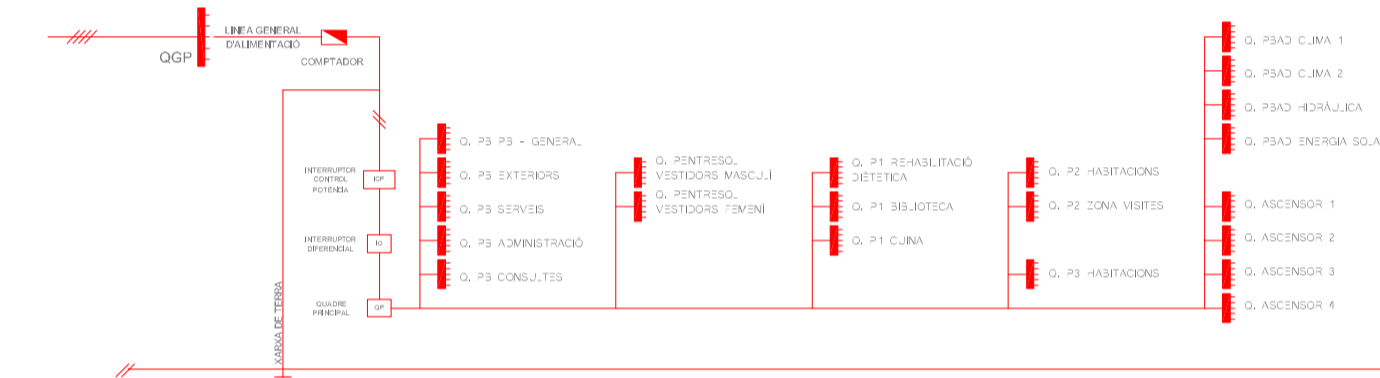 LINEA GENERAL
D'ALIMENTACIÓ
QGP
COMPTADOR
INTERRUPTOR
CONTROL
POTÈNCIA
ICP
INTERRUPTOR
DIFERENCIAL
IG
QUADRE
PRINCIPAL
QP
XARXA DE TERRA
Q. PB PB - GENERAL
Q. PB EXTERIORS
Q. PB SERVEIS
Q. PB ADMINISTRACIÓ
Q. PB CONSULTES
Q. PENTRESOL
VESTIDORS MASCULÍ
Q. PENTRESOL
VESTIDORS FEMENÍ
Q. P1 REHABILITACIÓ
DIÈTETICA
Q. P1 BIBLIOTECA
Q. P1 CUINA
Q. P2 HABITACIONS
Q. P2 ZONA VISITES
Q. P3 HABITACIONS
Q. PBAD CLIMA 1
Q. PBAD CLIMA 2
Q. PBAD HIDRÀULICA
Q. PBAD ENERGIA SOLA
Q. ASCENSOR 1
Q. ASCENSOR 2
Q. ASCENSOR 3
Q. ASCENSOR 4